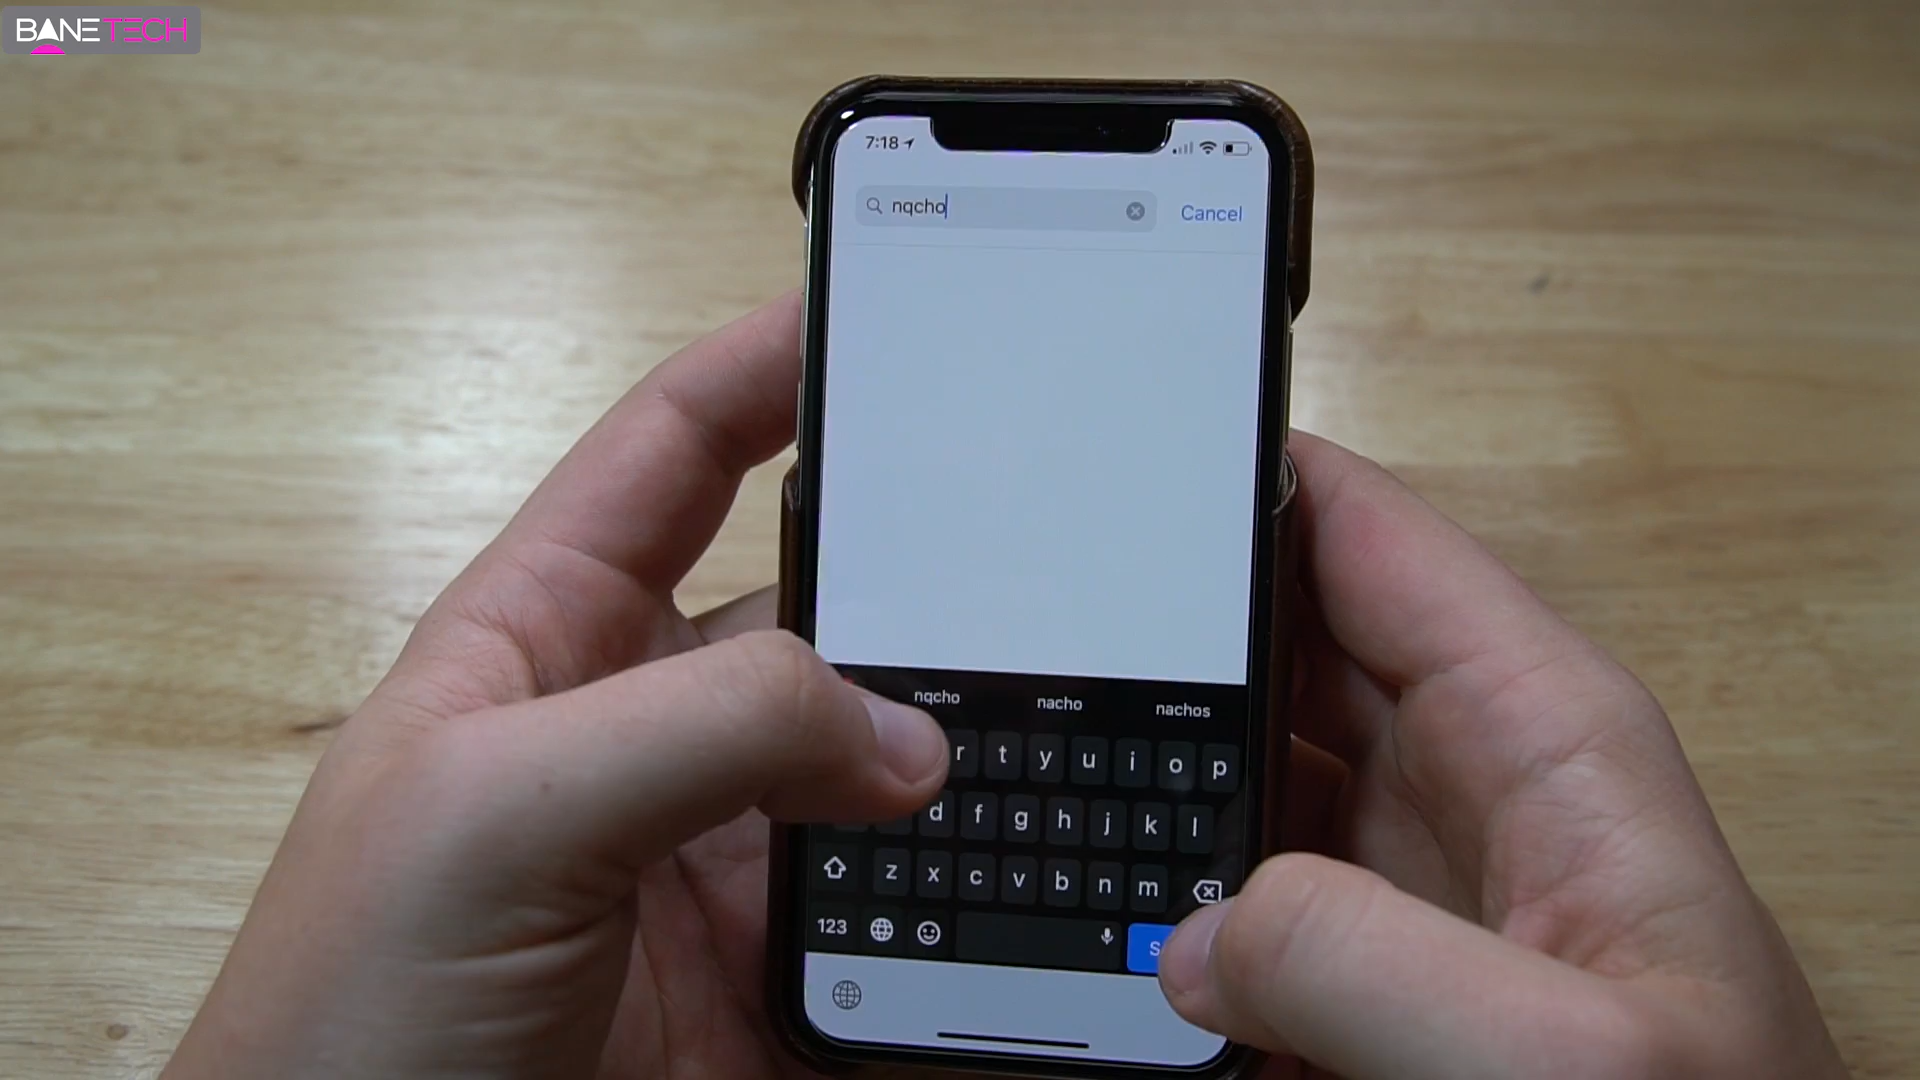 BANETECH
7:18
nqcho
Cancel
nqcho nacho nachos
r t y u i o p
d f g h j k l
z x c v b n m
123